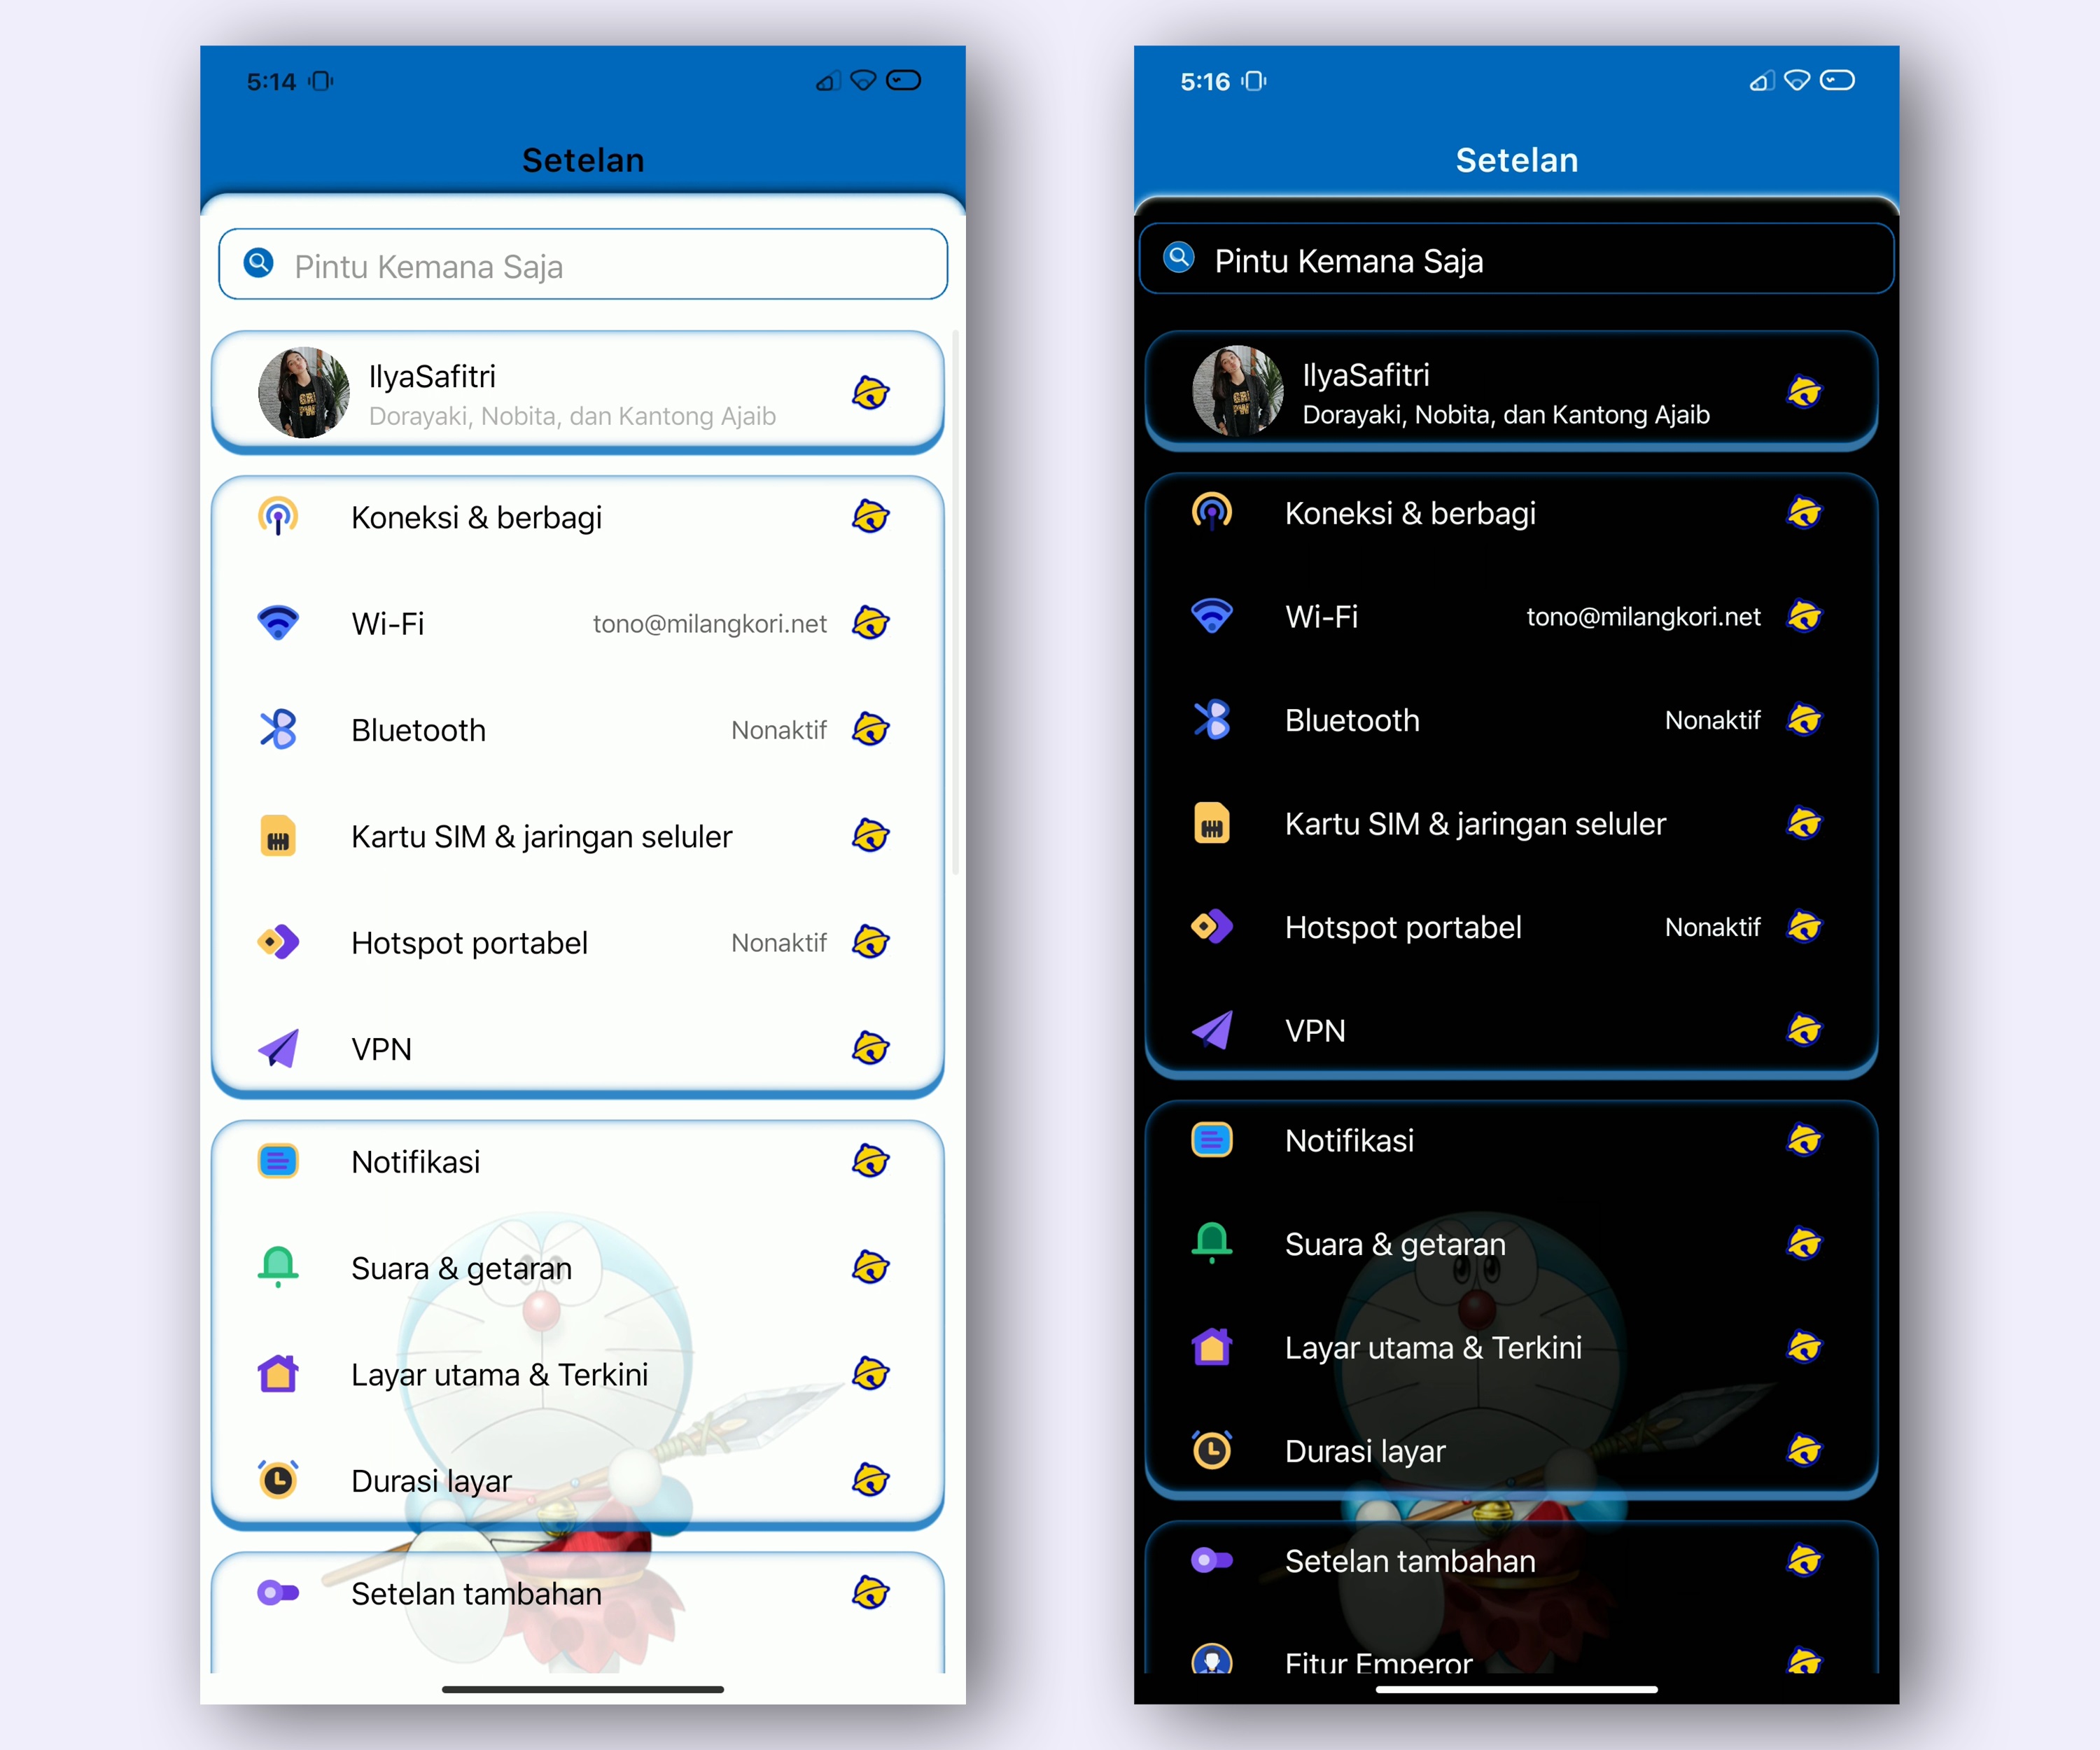 5:14
Setelan
Pintu Kemana Saja
IlyaSafitri
Dorayaki, Nobita, dan Kantong Ajaib
Koneksi & berbagi
Wi-Fi tono@milangkori.net
Bluetooth Nonaktif
Kartu SIM & jaringan seluler
Hotspot portabel Nonaktif
VPN
Notifikasi
Suara & getaran
Layar utama & Terkini
Durasi layar
Setelan tambahan
5:16
Setelan
Pintu Kemana Saja
IlyaSafitri
Dorayaki, Nobita, dan Kantong Ajaib
Koneksi & berbagi
Wi-Fi tono@milangkori.net
Bluetooth Nonaktif
Kartu SIM & jaringan seluler
Hotspot portabel Nonaktif
VPN
Notifikasi
Suara & getaran
Layar utama & Terkini
Durasi layar
Setelan tambahan
Fitur Emperor